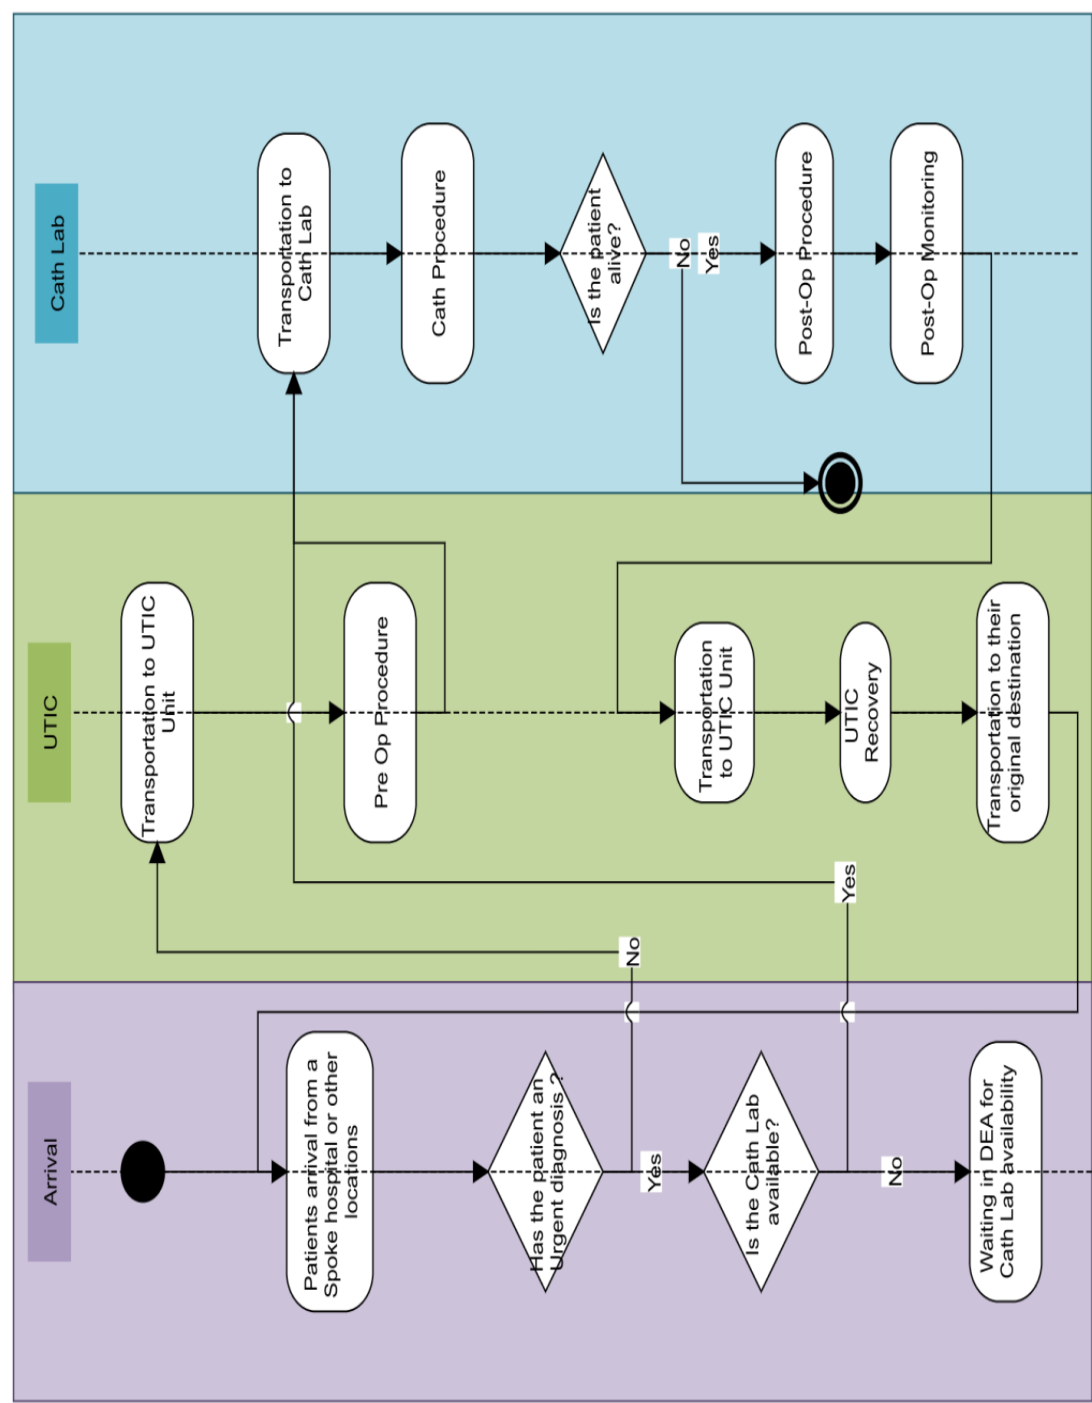 Arrival
Patients arrival from a
Spoke hospital or other
locations
Has the patient an
Urgent diagnosis ?
No
Yes
Is the Cath Lab
available?
Yes
No
Waiting in DEA for
Cath Lab availability
UTIC
Transportation to UTIC
Unit
Pre Op Procedure
Transportation
to UTIC Unit
UTIC
Recovery
Transportation to their
original destination
Cath Lab
Transportation to
Cath Lab
Cath Procedure
Is the patient
alive?
No
Yes
Post-Op Procedure
Post-Op Monitoring